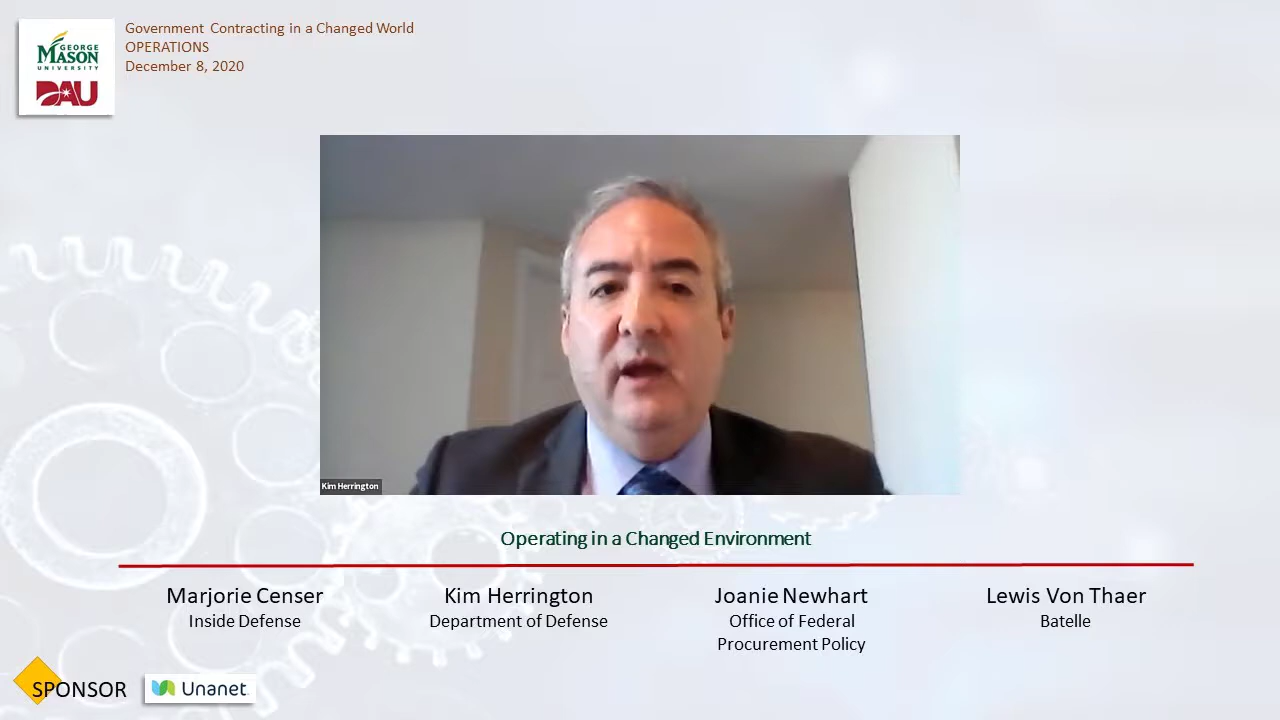 Government Contracting in a Changed World
OPERATIONS
December 8, 2020
GEORGE
MASON
UNIVERSITY
DAU
Kim Herrington
Operating in a Changed Environment
Marjorie Censer
Inside Defense
Kim Herrington
Department of Defense
Joanie Newhart
Office of Federal
Procurement Policy
Lewis Von Thaer
Batelle
SPONSOR
Unanet